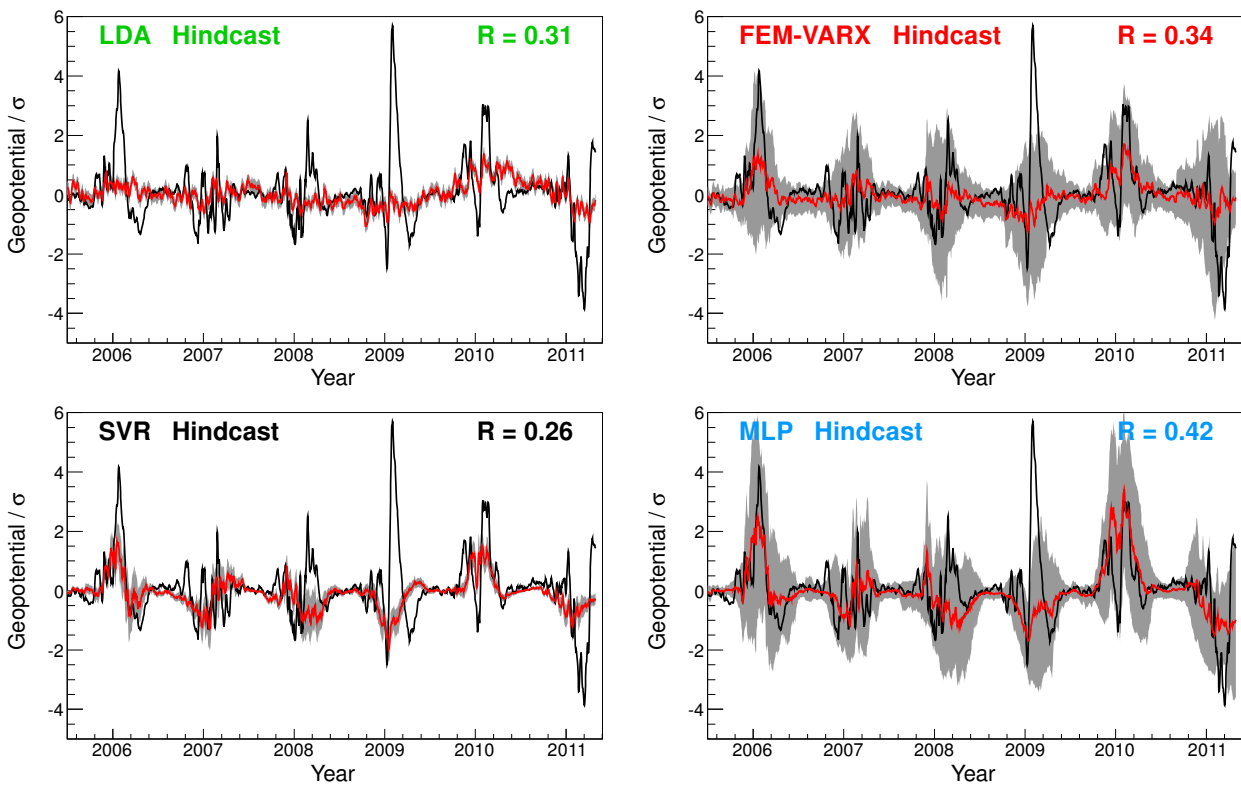 LDA Hindcast R = 0.31
6
4
2
0
-2
-4
Geopotential / σ
2006 2007 2008 2009 2010 2011
Year
FEM-VARX Hindcast R = 0.34
6
4
2
0
-2
-4
Geopotential / σ
2006 2007 2008 2009 2010 2011
Year
SVR Hindcast R = 0.26
6
4
2
0
-2
-4
Geopotential / σ
2006 2007 2008 2009 2010 2011
Year
MLP Hindcast R = 0.42
6
4
2
0
-2
-4
Geopotential / σ
2006 2007 2008 2009 2010 2011
Year